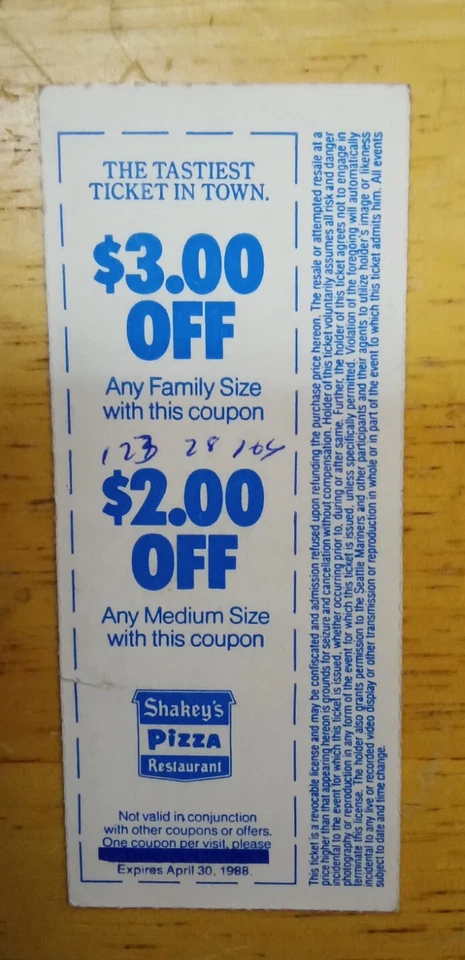 THE TASTIEST
TICKET IN TOWN.
$3.00
OFF
Any Family Size
with this coupon
123 28 104
$2.00
OFF
Any Medium Size
with this coupon
Shakey's
Pizza
Restaurant
Not valid in conjunction
with other coupons or offers.
One coupon per visit, please
Expires April 30, 1988
This ticket is a revocable license and may be confiscated and admission refused upon refunding the purchase price hereon. The resale or attempted resale at a
price higher than that appearing hereon is grounds for seizure and cancellation without compensation. Holder of this ticket voluntarily assumes all risk and danger
incidental to the event for which this ticket is issued, whether occurring prior to, during or after same. Further, the holder of this ticket agrees not to engage in
photography or reproduction in any form of the event for which this ticket is issued, unless specifically permitted. Violation of the foregoing will automatically
terminate this license. The holder also grants permission to the Seattle Mariners and other participants and their agents to utilize holder's image or likeness
incidental to any live or recorded video display or other transmission or reproduction in whole or in part of the event to which this ticket admits him. All events
subject to date and time change.